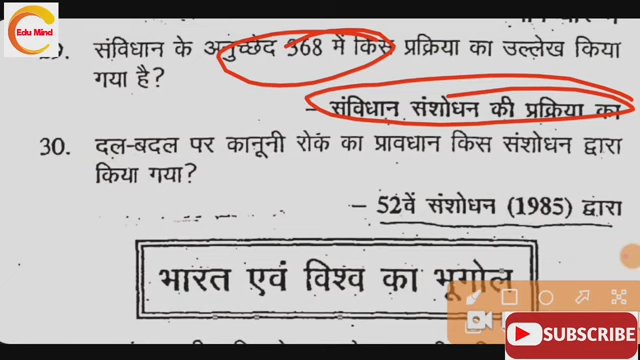 Edu Mind
29. संविधान के अनुच्छेद 368 में किस प्रक्रिया का उल्लेख किया
गया है?
– संविधान संशोधन की प्रक्रिया का
30. दल-बदल पर कानूनी रोक का प्रावधान किस संशोधन द्वारा
किया गया?
– 52वें संशोधन (1985) द्वारा
भारत एवं विश्व का भूगोल
SUBSCRIBE